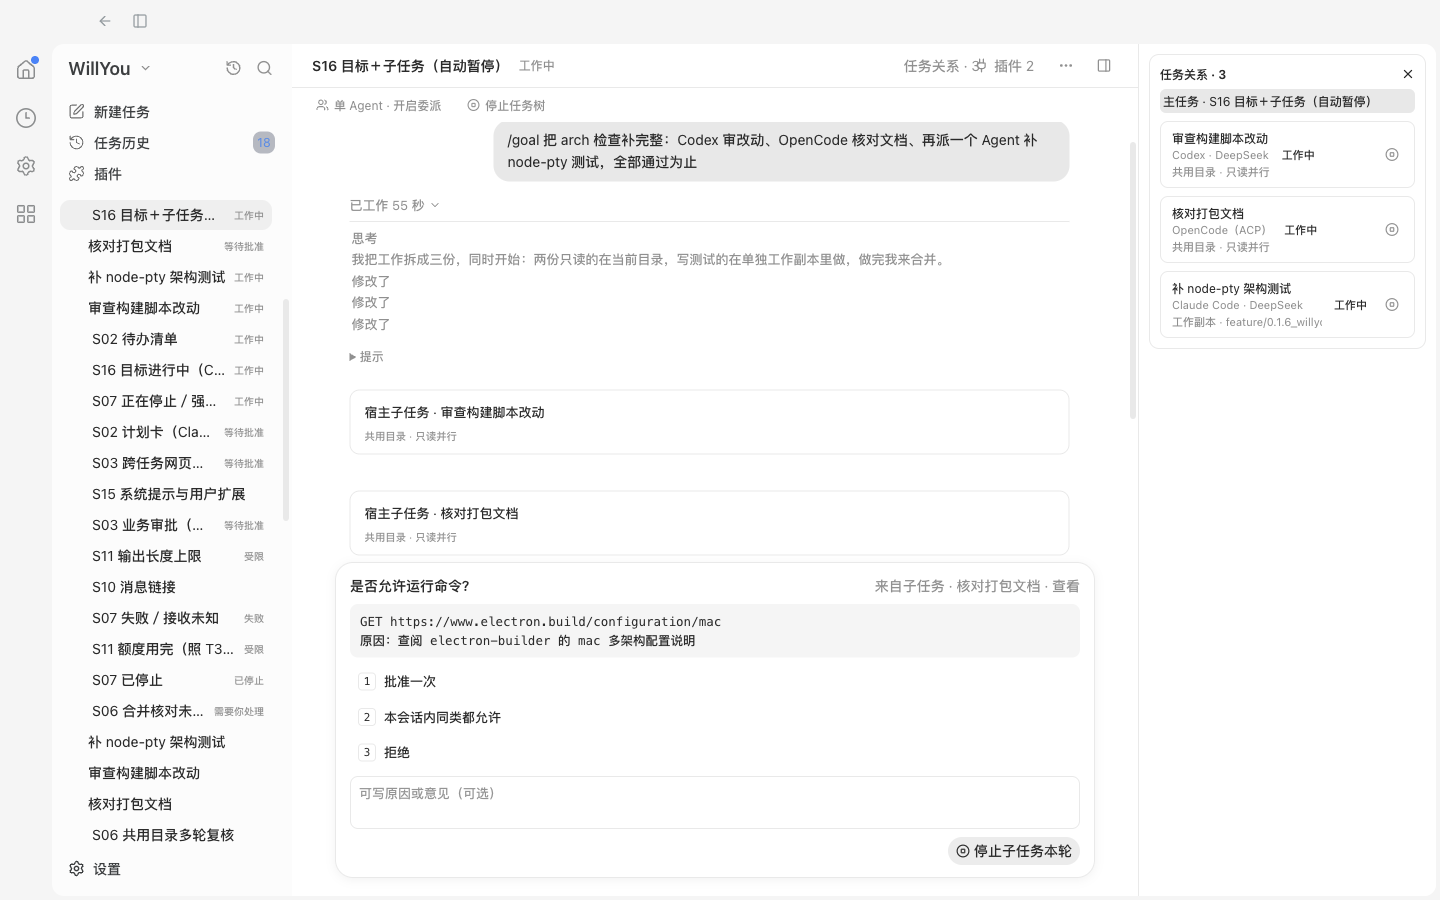 WillYou
新建任务
任务历史 18
插件
S16 目标＋子任务... 工作中
核对打包文档 等待批准
补 node-pty 架构测试 工作中
审查构建脚本改动 工作中
S02 待办清单 工作中
S16 目标进行中（C... 工作中
S07 正在停止 / 强... 工作中
S02 计划卡（Cla... 等待批准
S03 跨任务网页... 等待批准
S15 系统提示与用户扩展
S03 业务审批（... 等待批准
S11 输出长度上限 受限
S10 消息链接
S07 失败 / 接收未知 失败
S11 额度用完（照 T3... 受限
S07 已停止 已停止
S06 合并核对未... 需要你处理
补 node-pty 架构测试
审查构建脚本改动
核对打包文档
S06 共用目录多轮复核
设置
S16 目标＋子任务（自动暂停） 工作中
任务关系 · 3 插件 2
单 Agent · 开启委派 停止任务树
/goal 把 arch 检查补完整：Codex 审改动、OpenCode 核对文档、再派一个 Agent 补
node-pty 测试，全部通过为止
已工作 55 秒
思考
我把工作拆成三份，同时开始：两份只读的在当前目录，写测试的在单独工作副本里做，做完我来合并。
修改了
修改了
修改了
提示
宿主子任务 · 审查构建脚本改动
共用目录 · 只读并行
宿主子任务 · 核对打包文档
共用目录 · 只读并行
是否允许运行命令？ 来自子任务 · 核对打包文档 · 查看
GET https://www.electron.build/configuration/mac
原因：查阅 electron-builder 的 mac 多架构配置说明
1 批准一次
2 本会话内同类都允许
3 拒绝
可写原因或意见（可选）
停止子任务本轮
任务关系 · 3
主任务 · S16 目标＋子任务（自动暂停）
审查构建脚本改动
Codex · DeepSeek 工作中
共用目录 · 只读并行
核对打包文档
OpenCode（ACP） 工作中
共用目录 · 只读并行
补 node-pty 架构测试
Claude Code · DeepSeek 工作中
工作副本 · feature/0.1.6_willy